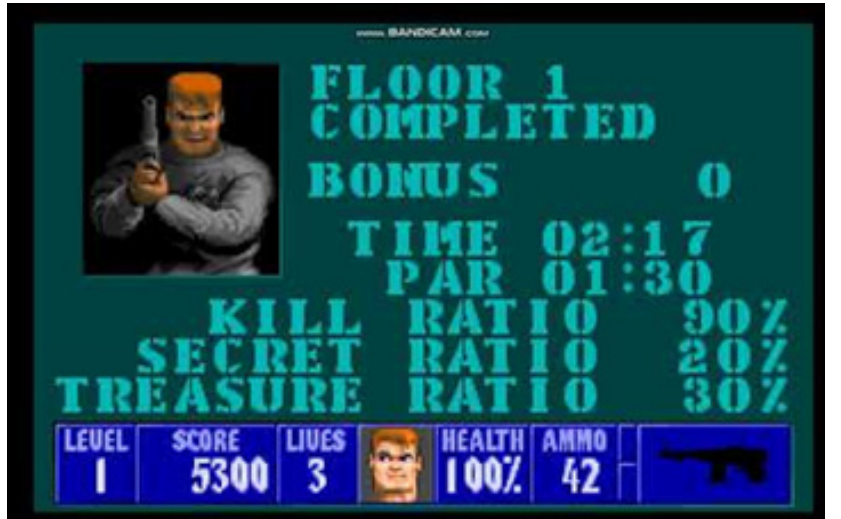 www.BANDICAM.com
FLOOR 1
COMPLETED
BONUS 0
TIME 02:17
PAR 01:30
KILL RATIO 90%
SECRET RATIO 20%
TREASURE RATIO 30%
LEVEL SCORE LIVES HEALTH AMMO
1 5300 3 100% 42